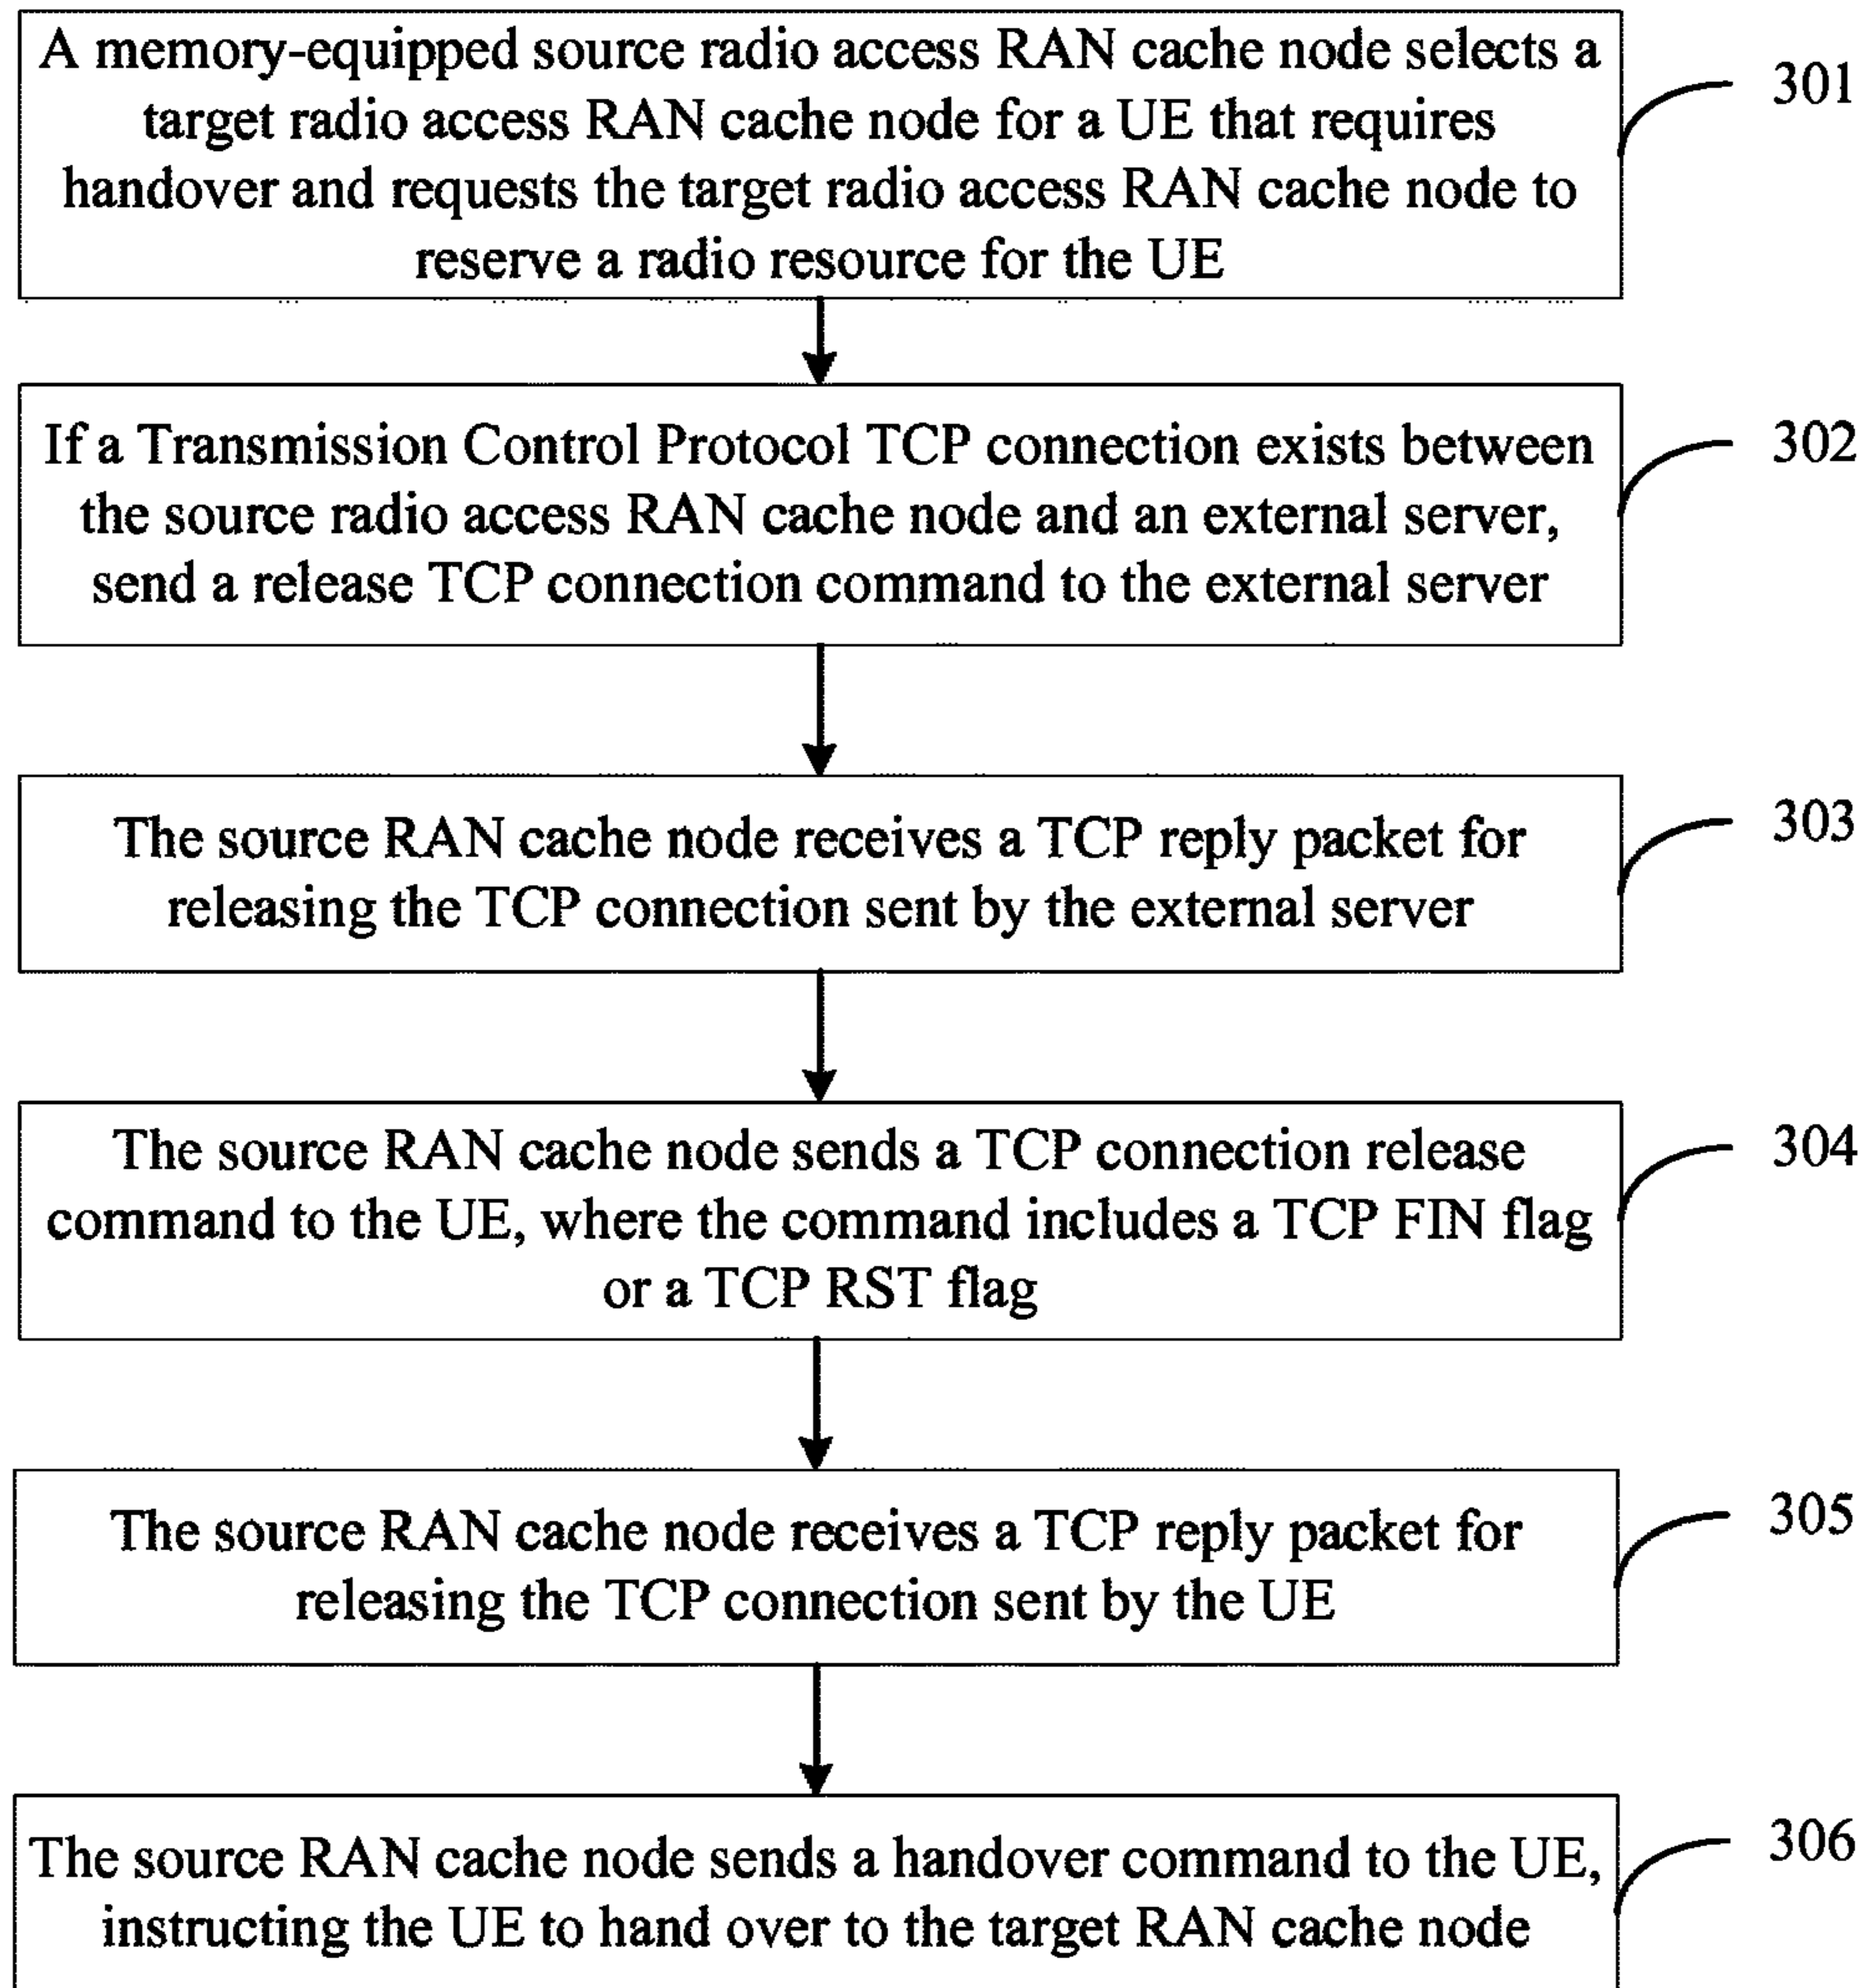 A memory-equipped source radio access RAN cache node selects a
target radio access RAN cache node for a UE that requires
handover and requests the target radio access RAN cache node to
reserve a radio resource for the UE
301
If a Transmission Control Protocol TCP connection exists between
the source radio access RAN cache node and an external server,
send a release TCP connection command to the external server
302
The source RAN cache node receives a TCP reply packet for
releasing the TCP connection sent by the external server
303
The source RAN cache node sends a TCP connection release
command to the UE, where the command includes a TCP FIN flag
or a TCP RST flag
304
The source RAN cache node receives a TCP reply packet for
releasing the TCP connection sent by the UE
305
The source RAN cache node sends a handover command to the UE,
instructing the UE to hand over to the target RAN cache node
306